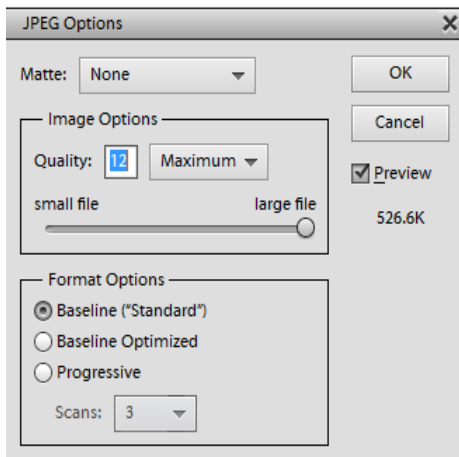 JPEG Options
Matte: None
OK
Cancel
Preview
526.6K
Image Options
Quality: 12 Maximum
small file large file
Format Options
Baseline (“Standard”)
Baseline Optimized
Progressive
Scans: 3